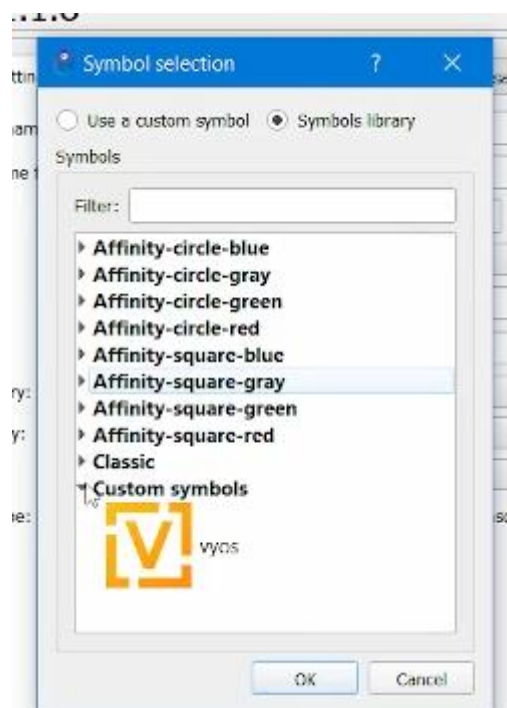 Symbol selection
?
Use a custom symbol
Symbols library
Symbols
Filter:
Affinity-circle-blue
Affinity-circle-gray
Affinity-circle-green
Affinity-circle-red
Affinity-square-blue
Affinity-square-gray
Affinity-square-green
Affinity-square-red
Classic
Custom symbols
V
vyos
OK
Cancel